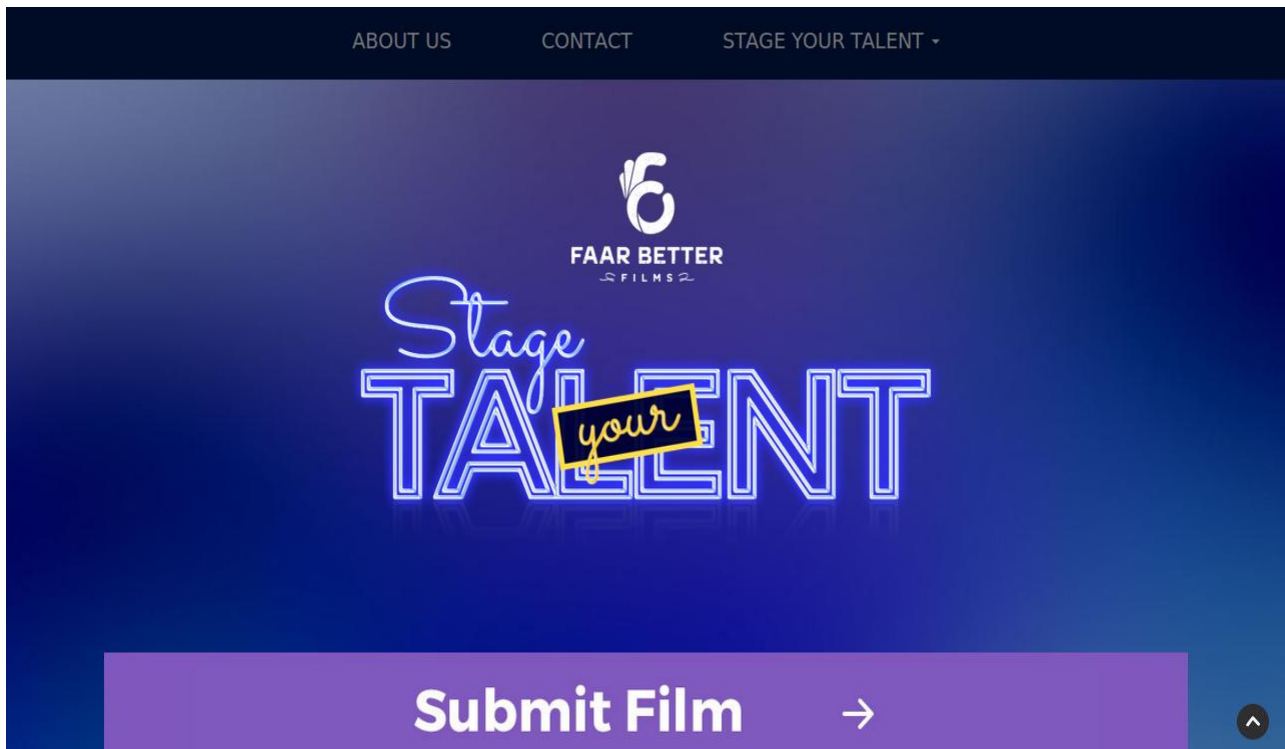 ABOUT US CONTACT STAGE YOUR TALENT
FAAR BETTER
FILMS
Stage
your
TALENT
Submit Film →